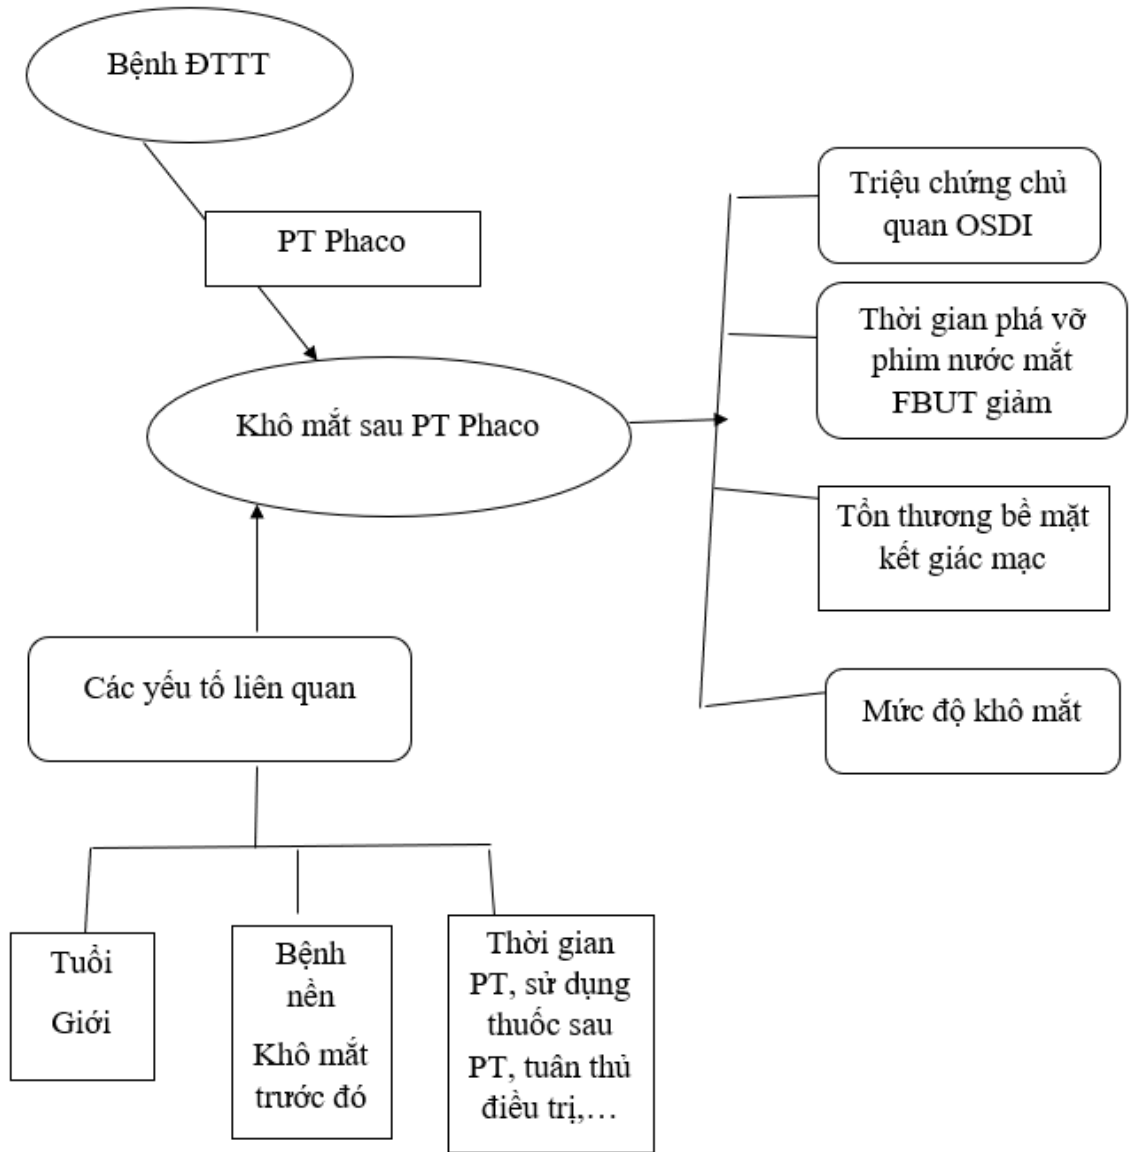 Bệnh ĐTTT
PT Phaco
Khô mắt sau PT Phaco
Triệu chứng chủ
quan OSDI
Thời gian phá vỡ
phim nước mắt
FBUT giảm
Tổn thương bề mặt
kết giác mạc
Mức độ khô mắt
Các yếu tố liên quan
Tuổi
Giới
Bệnh
nền
Khô mắt
trước đó
Thời gian
PT, sử dụng
thuốc sau
PT, tuân thủ
điều trị,…